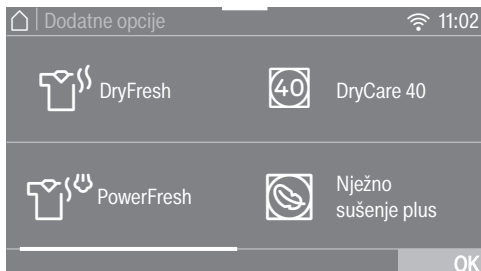 Dodatne opcije 11:02
DryFresh
40 DryCare 40
PowerFresh
Nježno
sušenje plus
OK